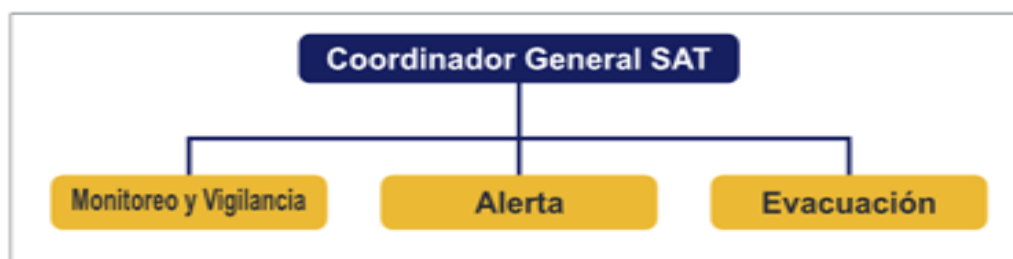 Coordinador General SAT
Monitoreo y Vigilancia
Alerta
Evacuación